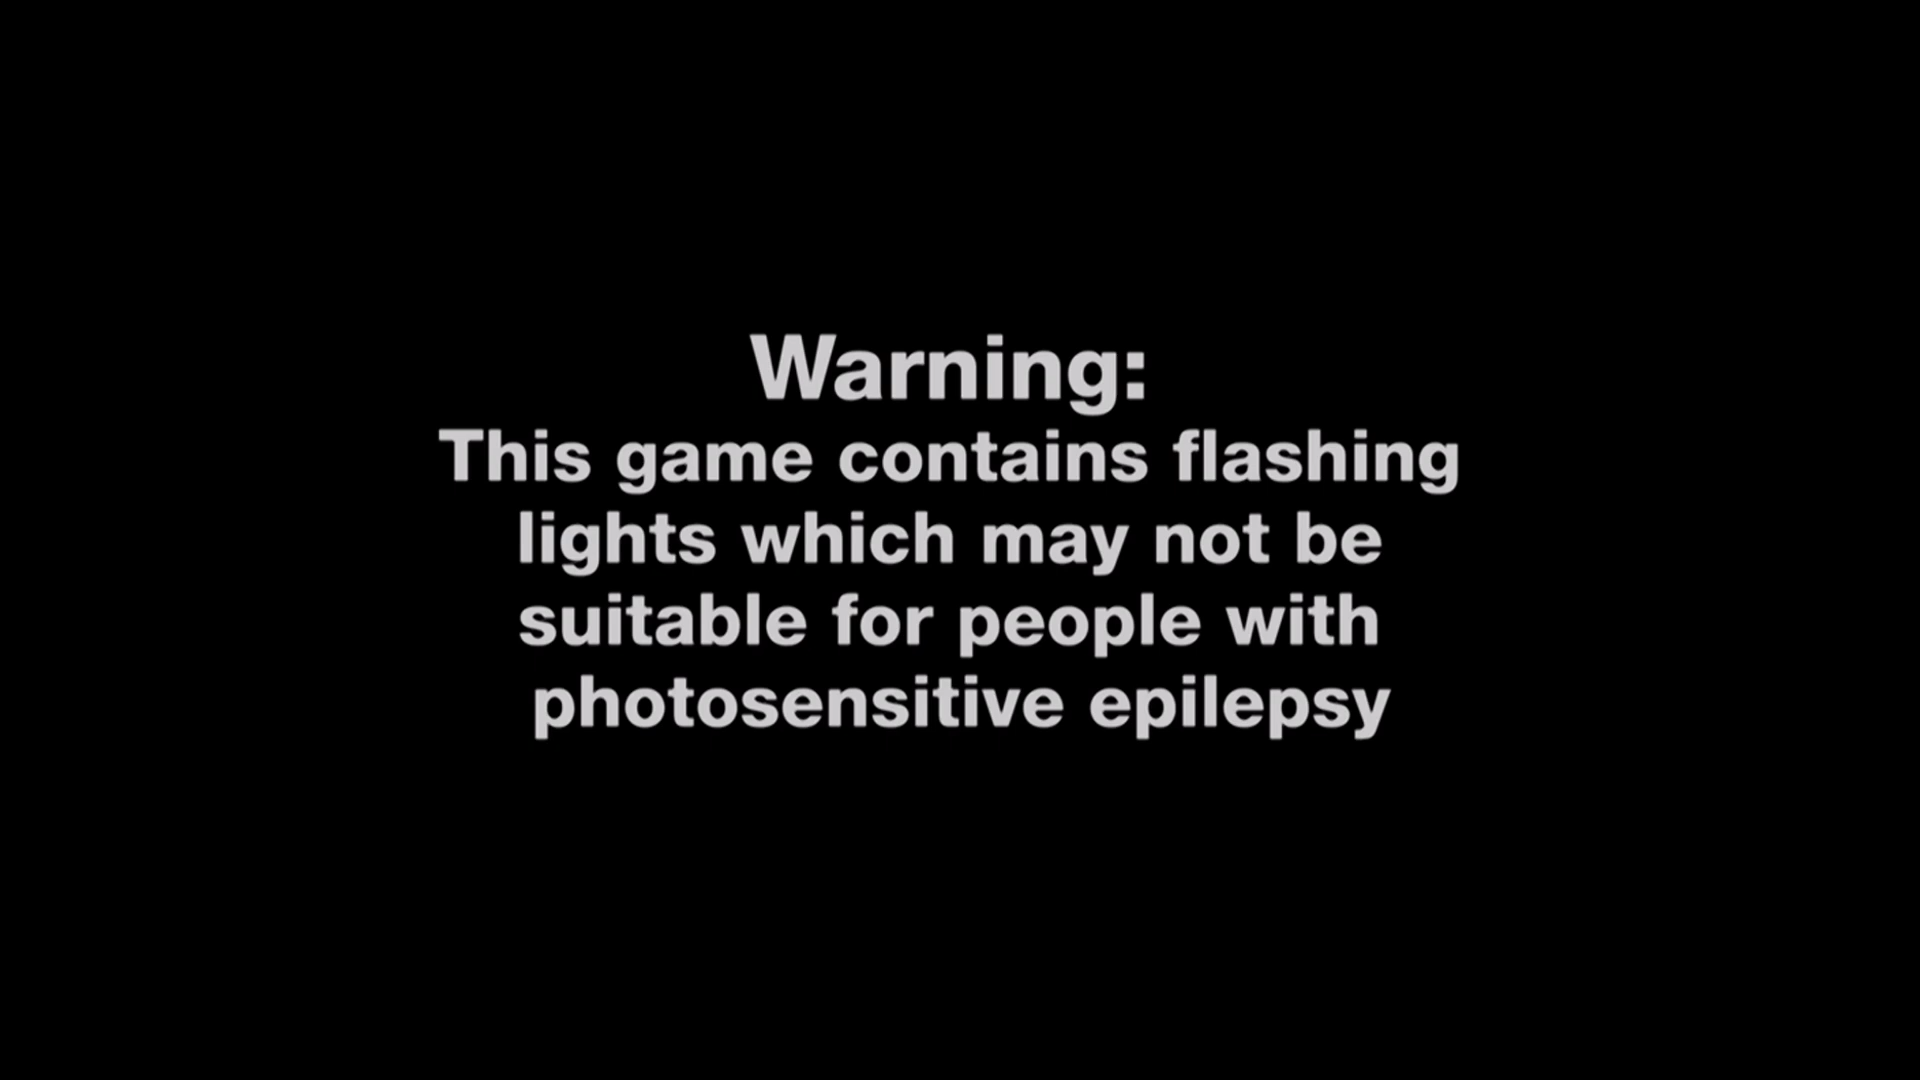 Warning:
This game contains flashing
lights which may not be
suitable for people with
photosensitive epilepsy